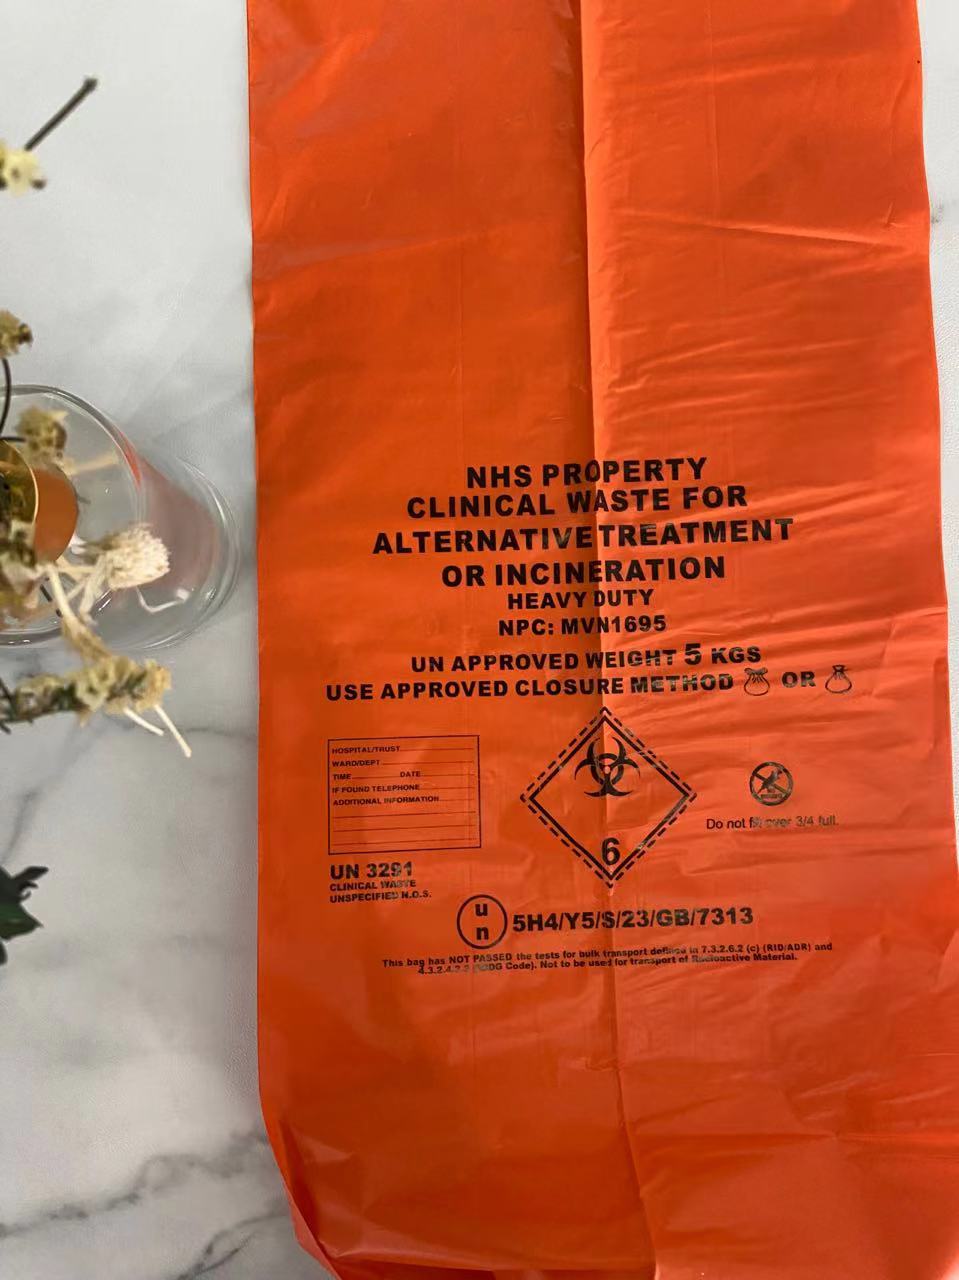 NHS PROPERTY
CLINICAL WASTE FOR
ALTERNATIVE TREATMENT
OR INCINERATION
HEAVY DUTY
NPC: MVN1695
UN APPROVED WEIGHT 5 KGS
USE APPROVED CLOSURE METHOD OR
HOSPITAL/TRUST
WARD/DEPT
TIME DATE
IF FOUND TELEPHONE
ADDITIONAL INFORMATION
6
Do not fill over 3/4 full.
UN 3291
CLINICAL WASTE
UNSPECIFIED N.O.S.
un 5H4/Y5/S/23/GB/7313
This bag has NOT PASSED the tests for bulk transport defined in 7.3.2.6.2 (c) (RID/ADR) and
Code). Not to be used for transport of Radioactive Material.